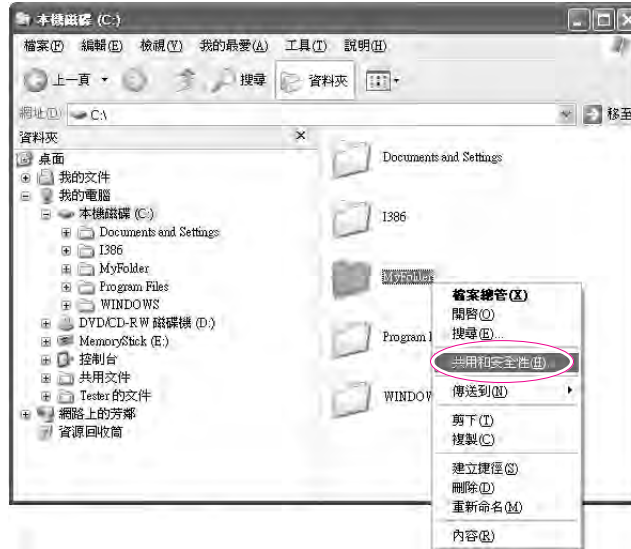 本機磁碟 (C:)
檔案(F) 編輯(E) 檢視(V) 我的最愛(A) 工具(T) 說明(H)
上一頁 搜尋 資料夾
網址(D) C:\ 移至
資料夾
桌面
我的文件
我的電腦
本機磁碟 (C:)
Documents and Settings
I386
MyFolder
Program Files
WINDOWS
DVD/CD-RW 磁碟機 (D:)
MemoryStick (E:)
控制台
共用文件
Tester 的文件
網路上的芳鄰
資源回收筒
Documents and Settings
I386
MyFolder
Program
WINDOW
檔案總管(X)
開啟(O)
搜尋(E)...
共用和安全性(H)...
傳送到(N)
剪下(T)
複製(C)
建立捷徑(S)
刪除(D)
重新命名(M)
內容(R)